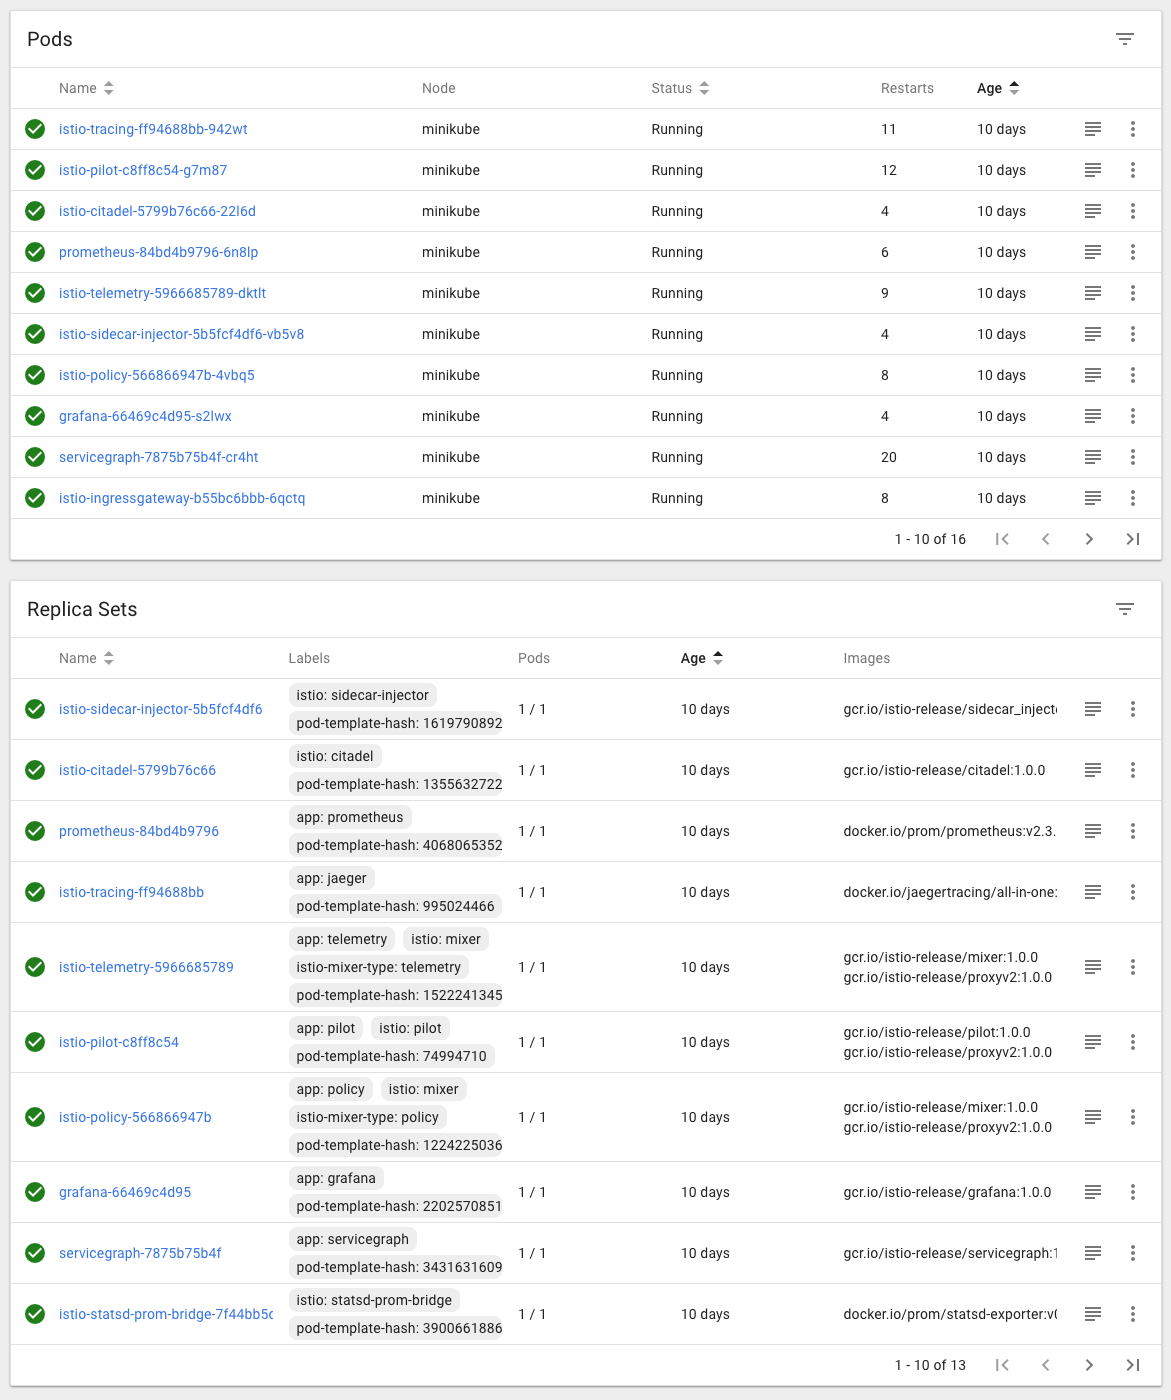 Pods
Name Node Status Restarts Age
istio-tracing-ff94688bb-942wt minikube Running 11 10 days
istio-pilot-c8ff8c54-g7m87 minikube Running 12 10 days
istio-citadel-5799b76c66-22l6d minikube Running 4 10 days
prometheus-84bd4b9796-6n8lp minikube Running 6 10 days
istio-telemetry-5966685789-dktlt minikube Running 9 10 days
istio-sidecar-injector-5b5fcf4df6-vb5v8 minikube Running 4 10 days
istio-policy-566866947b-4vbq5 minikube Running 8 10 days
grafana-66469c4d95-s2lwx minikube Running 4 10 days
servicegraph-7875b75b4f-cr4ht minikube Running 20 10 days
istio-ingressgateway-b55bc6bbb-6qctq minikube Running 8 10 days
1 - 10 of 16
Replica Sets
Name Labels Pods Age Images
istio: sidecar-injector
istio-sidecar-injector-5b5fcf4df6 1 / 1 10 days gcr.io/istio-release/sidecar_injecto
pod-template-hash: 1619790892
istio: citadel
istio-citadel-5799b76c66 1 / 1 10 days gcr.io/istio-release/citadel:1.0.0
pod-template-hash: 1355632722
app: prometheus
prometheus-84bd4b9796 1 / 1 10 days docker.io/prom/prometheus:v2.3.
pod-template-hash: 4068065352
app: jaeger
istio-tracing-ff94688bb 1 / 1 10 days docker.io/jaegertracing/all-in-one:
pod-template-hash: 995024466
app: telemetry istio: mixer
gcr.io/istio-release/mixer:1.0.0
istio-telemetry-5966685789 istio-mixer-type: telemetry 1 / 1 10 days
gcr.io/istio-release/proxyv2:1.0.0
pod-template-hash: 1522241345
app: pilot istio: pilot gcr.io/istio-release/pilot:1.0.0
istio-pilot-c8ff8c54 1 / 1 10 days
pod-template-hash: 74994710 gcr.io/istio-release/proxyv2:1.0.0
app: policy istio: mixer
gcr.io/istio-release/mixer:1.0.0
istio-policy-566866947b istio-mixer-type: policy 1 / 1 10 days
gcr.io/istio-release/proxyv2:1.0.0
pod-template-hash: 1224225036
app: grafana
grafana-66469c4d95 1 / 1 10 days gcr.io/istio-release/grafana:1.0.0
pod-template-hash: 2202570851
app: servicegraph
servicegraph-7875b75b4f 1 / 1 10 days gcr.io/istio-release/servicegraph:1
pod-template-hash: 3431631609
istio: statsd-prom-bridge
istio-statsd-prom-bridge-7f44bb5c 1 / 1 10 days docker.io/prom/statsd-exporter:v0
pod-template-hash: 3900661886
1 - 10 of 13